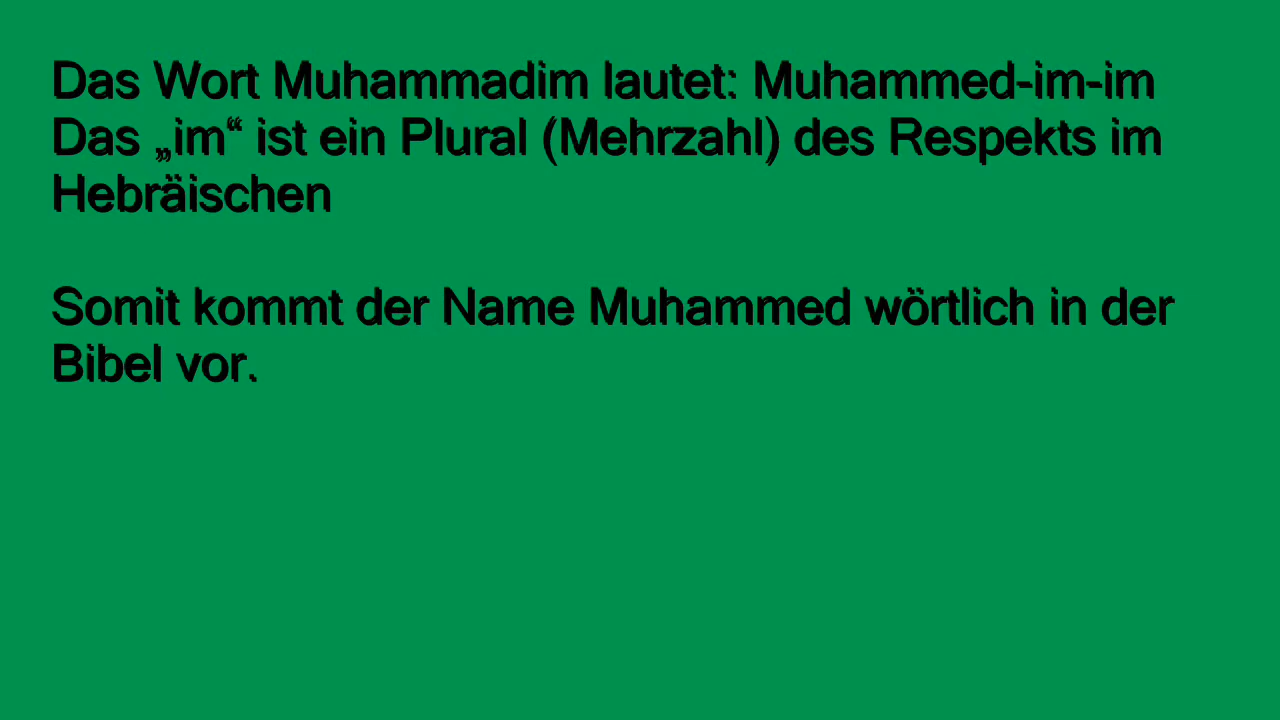 Das Wort Muhammadim lautet: Muhammed-im-im
Das „im“ ist ein Plural (Mehrzahl) des Respekts im
Hebräischen
Somit kommt der Name Muhammed wörtlich in der
Bibel vor.